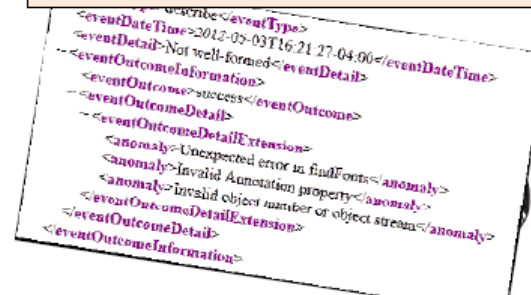 describe</eventType>
<eventDateTime>2012-05-03T16:21:27-04:00</eventDateTime>
<eventDetail>Not well-formed</eventDetail>
–<eventOutcomeInformation>
<eventOutcome>success</eventOutcome>
–<eventOutcomeDetail>
–<eventOutcomeDetailExtension>
<anomaly>Unexpected error in findFonts</anomaly>
<anomaly>Invalid Annotation property</anomaly>
<anomaly>Invalid object number or object stream</anomaly>
</eventOutcomeDetailExtension>
</eventOutcomeDetail>
</eventOutcomeInformation>